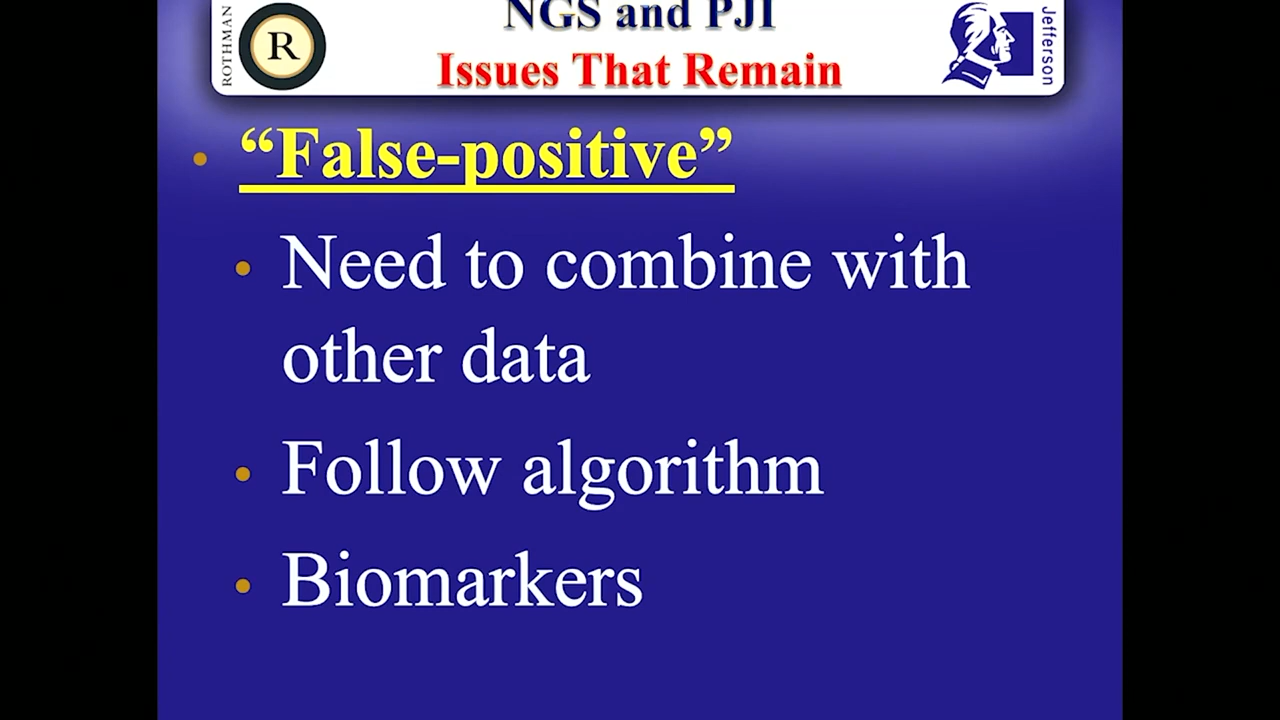 ROTHMAN
R
NGS and PJI
Issues That Remain
Jefferson
• “False-positive”
• Need to combine with
other data
• Follow algorithm
• Biomarkers